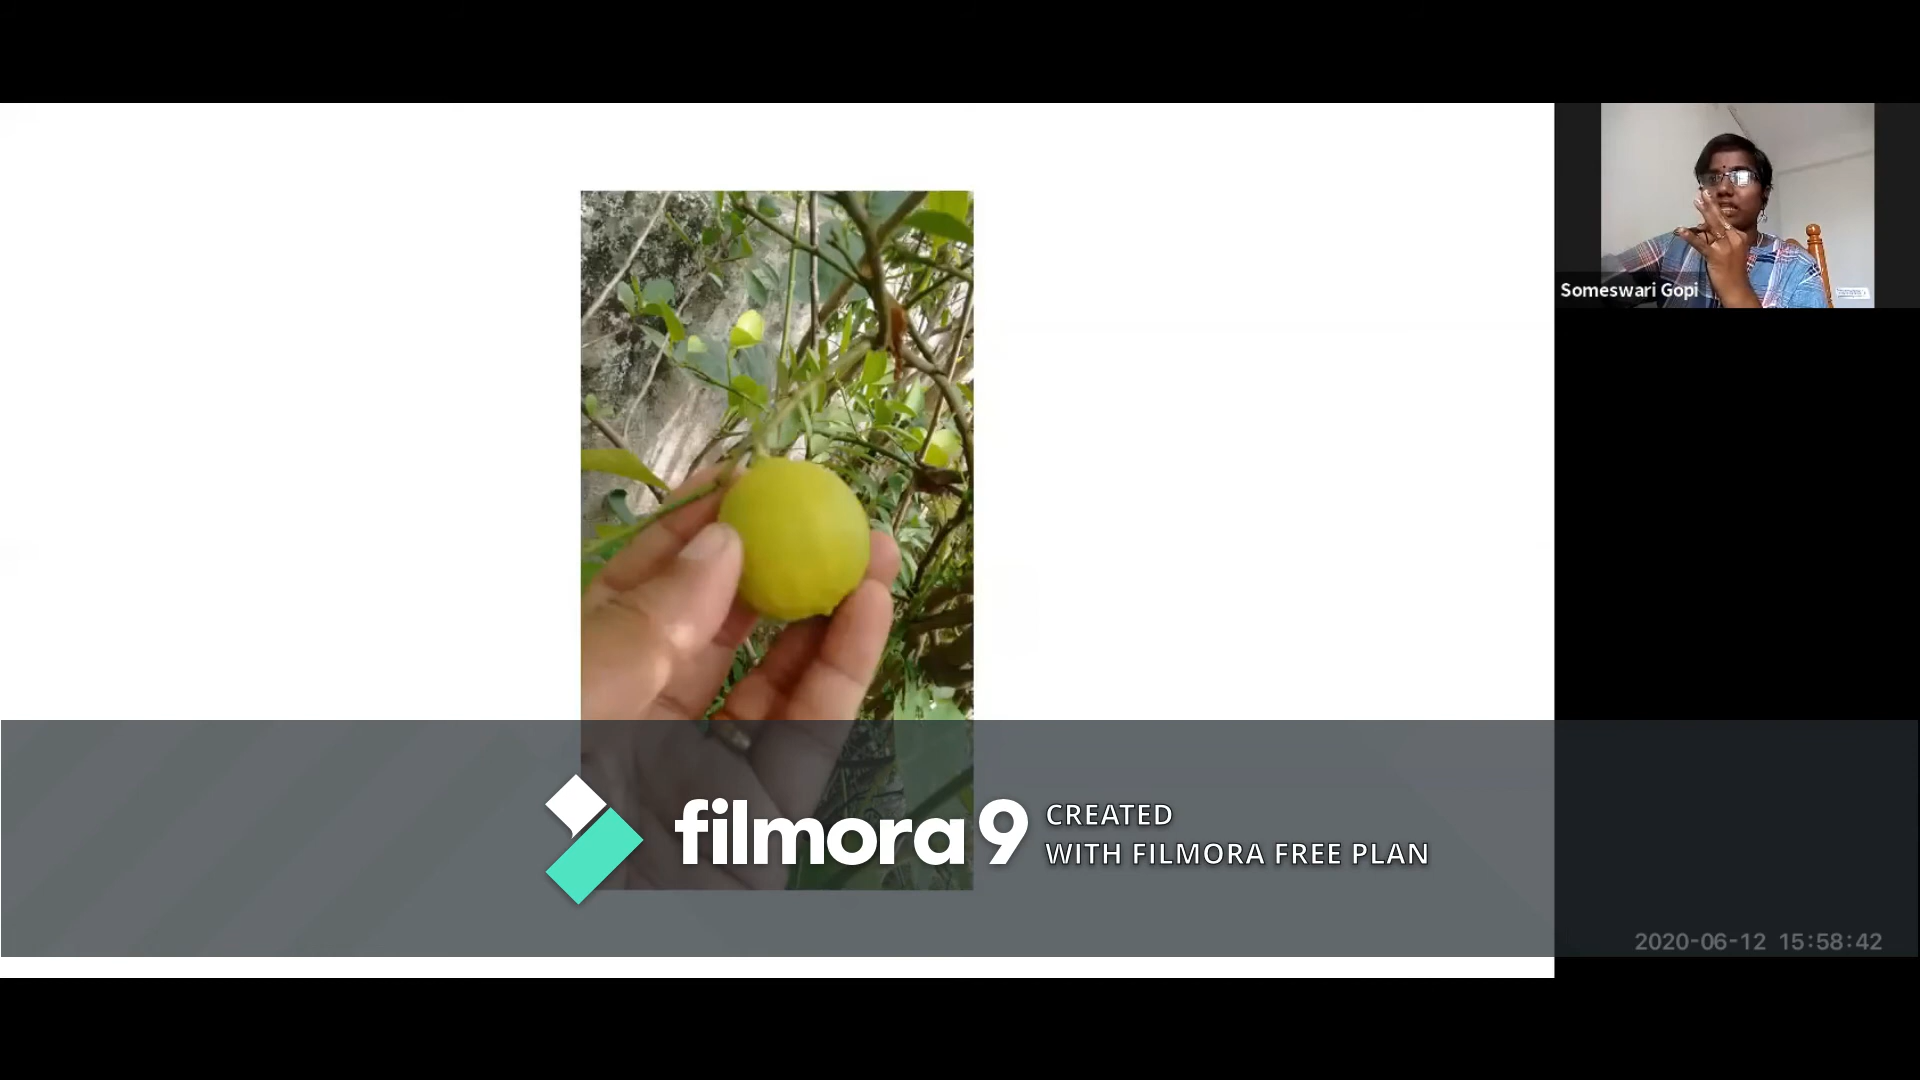 Someswari Gopi
filmora9
CREATED
WITH FILMORA FREE PLAN
2020-06-12 15:58:42